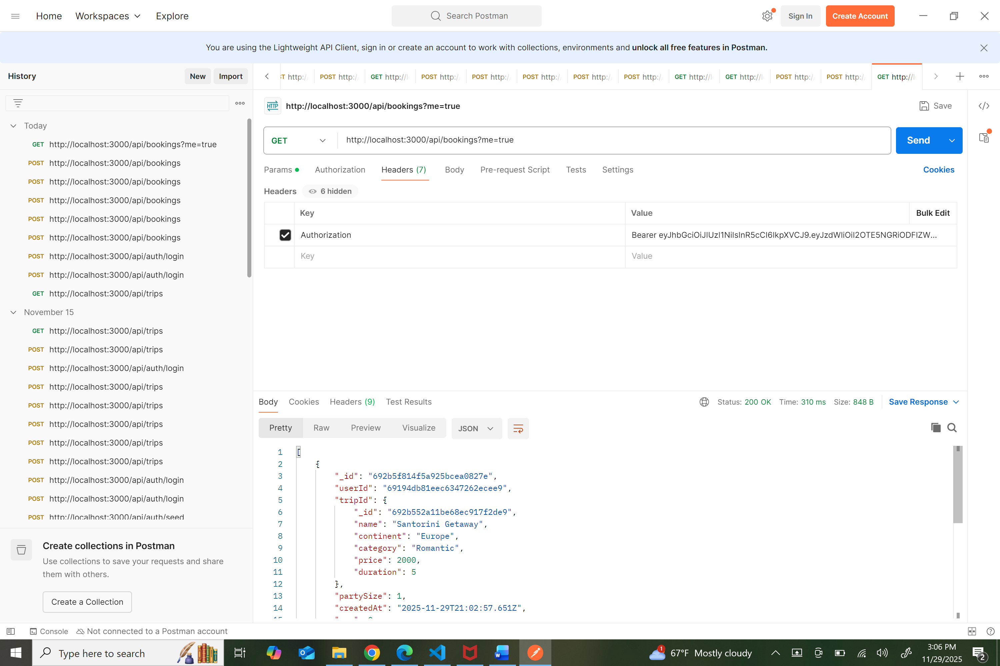 Home Workspaces Explore Search Postman Sign In Create Account
You are using the Lightweight API Client, sign in or create an account to work with collections, environments and unlock all free features in Postman.
History New Import
POST http:/ GET http://l POST http:/ POST http:/ POST http:/ POST http:/ POST http:/ GET http://l GET http://l POST http:/ POST http:/ GET http://l
HTTP http://localhost:3000/api/bookings?me=true Save
GET http://localhost:3000/api/bookings?me=true Send
Params Authorization Headers (7) Body Pre-request Script Tests Settings Cookies
Headers 6 hidden
Key Value Bulk Edit
Authorization
Key Value
Today
GET http://localhost:3000/api/bookings?me=true
POST http://localhost:3000/api/bookings
POST http://localhost:3000/api/bookings
POST http://localhost:3000/api/bookings
POST http://localhost:3000/api/bookings
POST http://localhost:3000/api/bookings
POST http://localhost:3000/api/auth/login
POST http://localhost:3000/api/auth/login
GET http://localhost:3000/api/trips
November 15
GET http://localhost:3000/api/trips
POST http://localhost:3000/api/trips
POST http://localhost:3000/api/auth/login
POST http://localhost:3000/api/trips
POST http://localhost:3000/api/trips
POST http://localhost:3000/api/trips
POST http://localhost:3000/api/trips
POST http://localhost:3000/api/trips
POST http://localhost:3000/api/auth/login
POST http://localhost:3000/api/auth/login
POST http://localhost:3000/api/auth/seed
Create collections in Postman
Use collections to save your requests and share
them with others.
Create a Collection
Body Cookies Headers (9) Test Results Status: 200 OK Time: 310 ms Size: 848 B Save Response
Pretty Raw Preview Visualize JSON
1 [
2 {
3 "_id": "692b5f814f5a925bcea0827e",
4 "userId": "69194db81eec6347262ecee9",
5 "tripId": {
6 "_id": "692b552a11be68ec917f2de9",
7 "name": "Santorini Getaway",
8 "continent": "Europe",
9 "category": "Romantic",
10 "price": 2000,
11 "duration": 5
12 },
13 "partySize": 1,
14 "createdAt": "2025-11-29T21:02:57.651Z",
Console Not connected to a Postman account
Type here to search 1 67°F Mostly cloudy 3:06 PM
11/29/2025 2